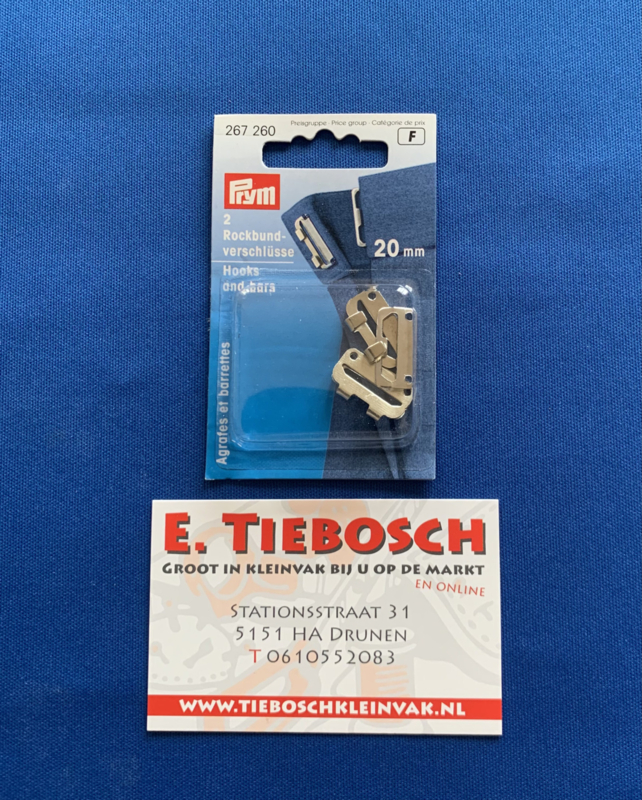 Preisgruppe · Price group · Catégorie de prix
267 260
F
Prym
2
Rockbund-
verschlüsse
20 mm
Hooks
and bars
Agrafes et barrettes
E. TIEBOSCH
GROOT IN KLEINVAK BIJ U OP DE MARKT
EN ONLINE
STATIONSSTRAAT 31
5151 HA DRUNEN
T 0610552083
WWW.TIEBOSCHKLEINVAK.NL